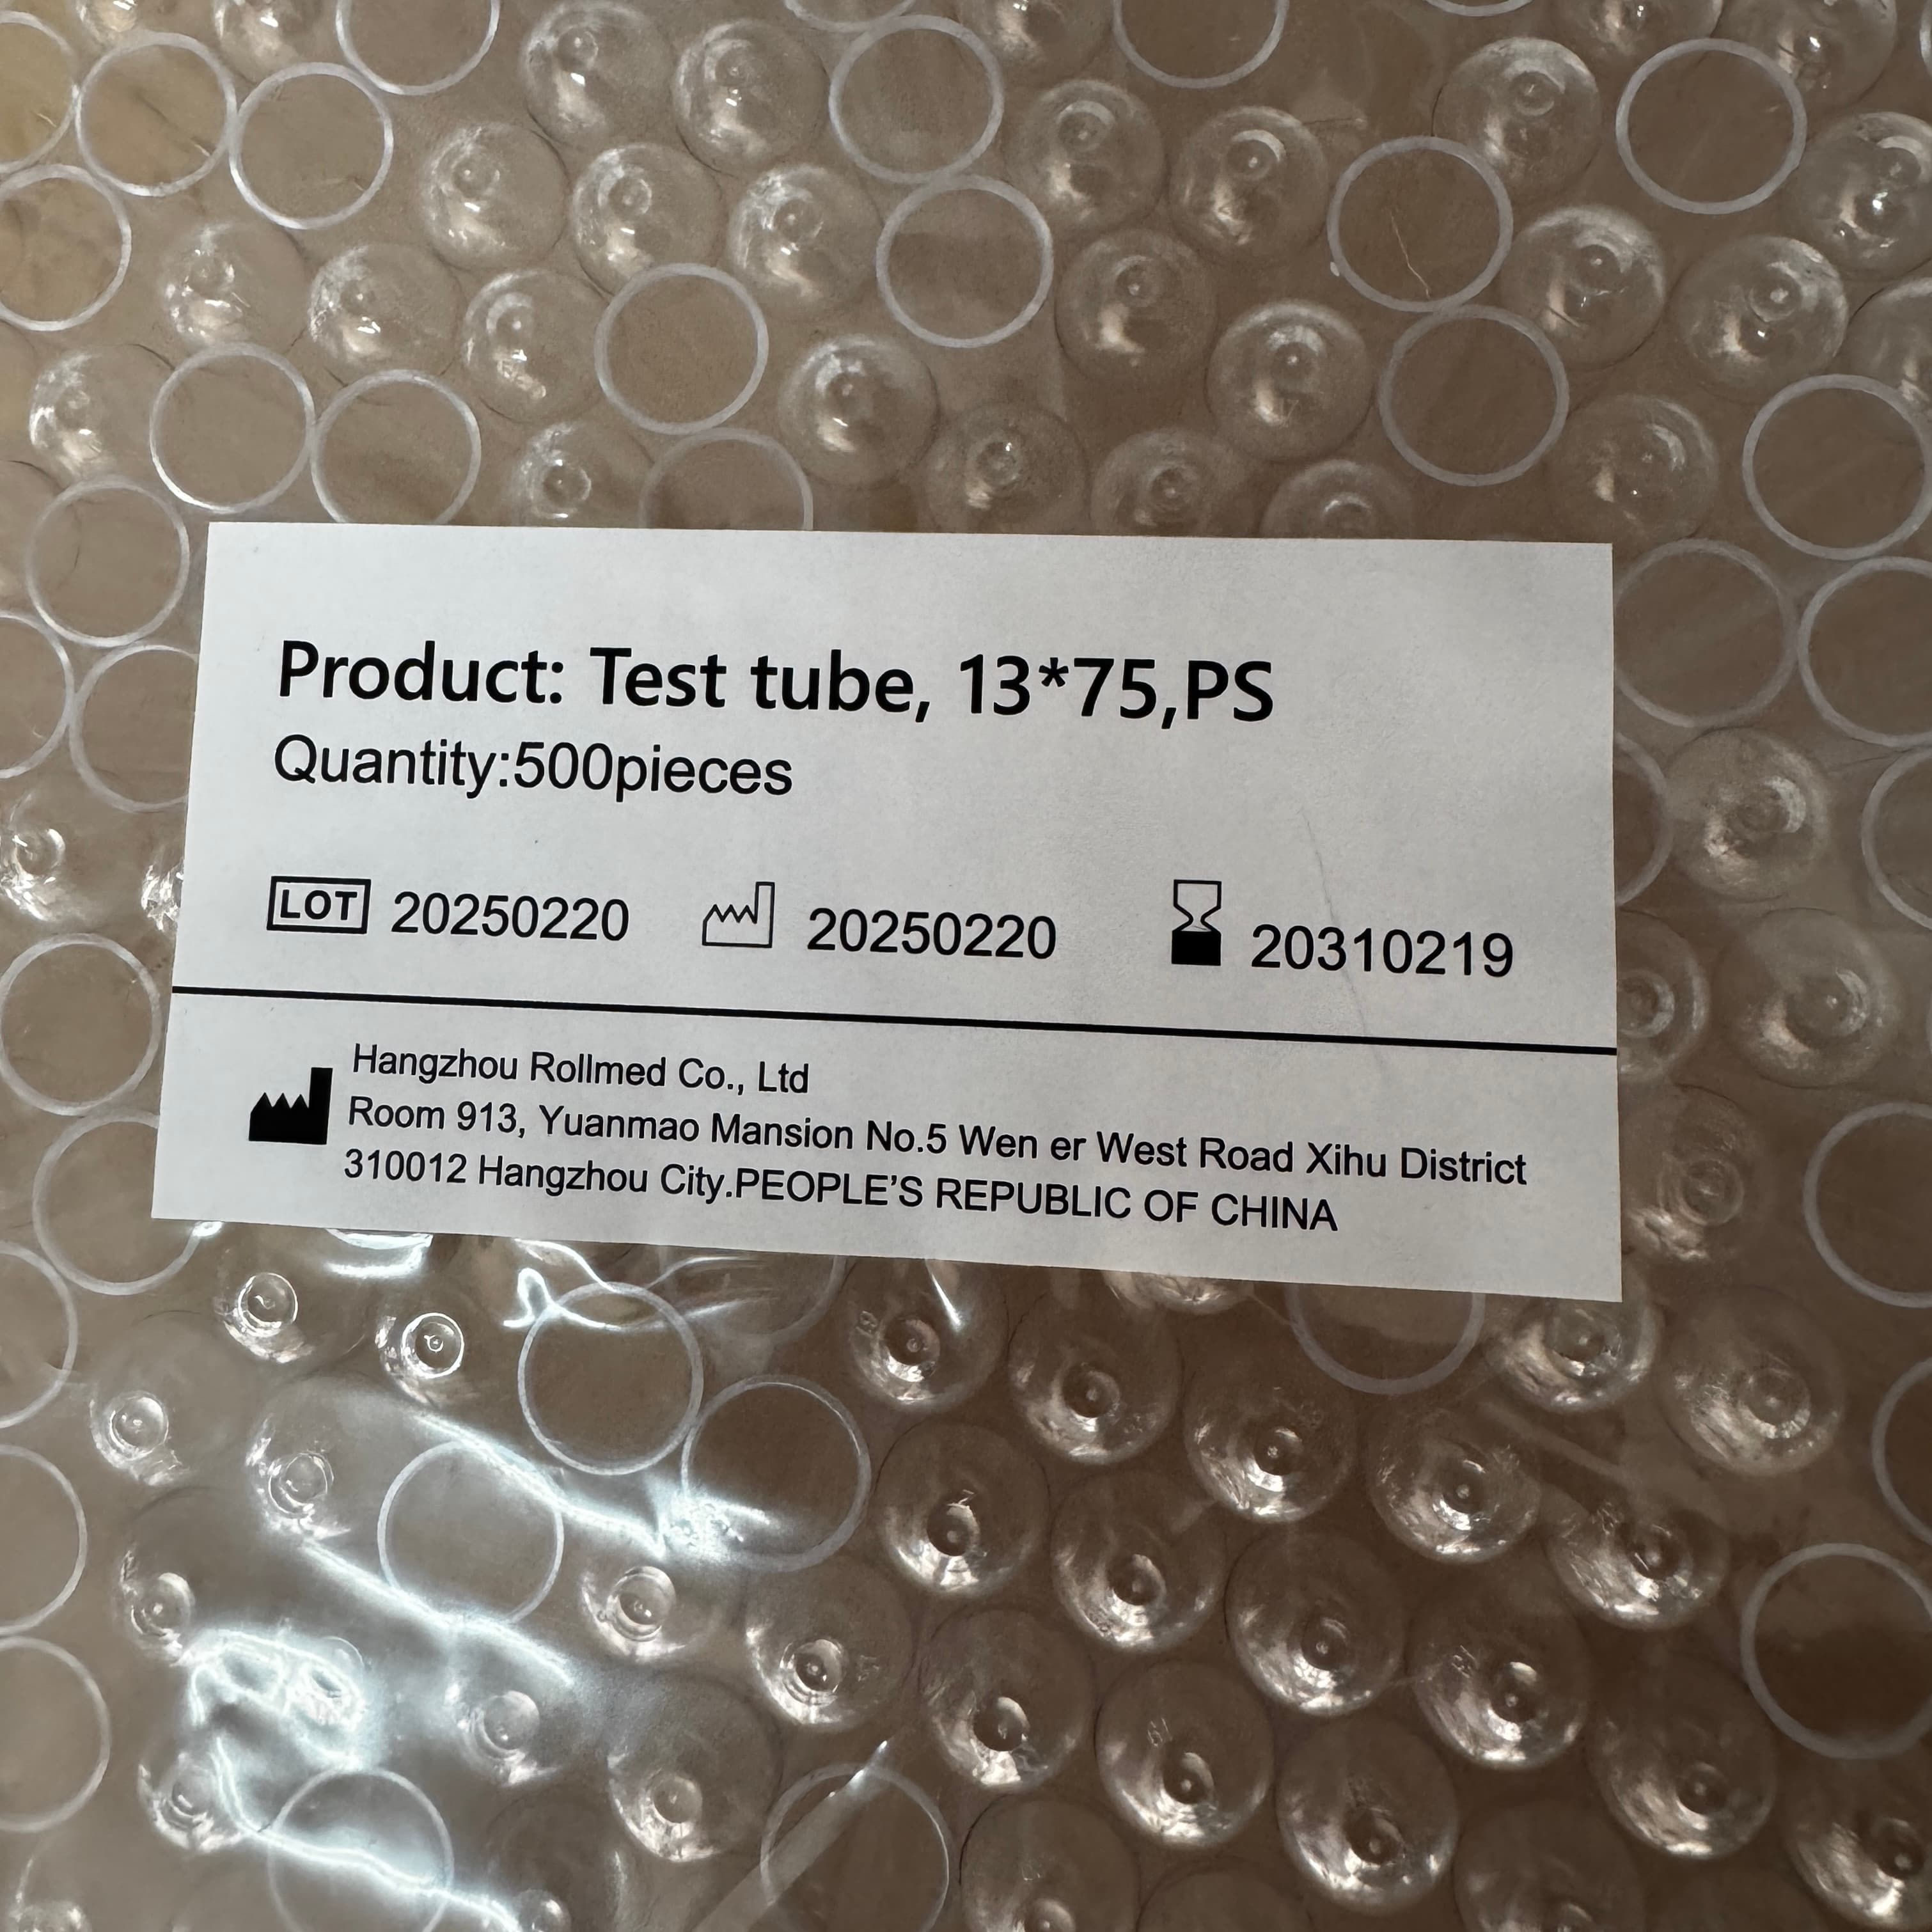 Product: Test tube, 13*75,PS
Quantity:500pieces
LOT 20250220 20250220 20310219
Hangzhou Rollmed Co., Ltd
Room 913, Yuanmao Mansion No.5 Wen er West Road Xihu District
310012 Hangzhou City.PEOPLE’S REPUBLIC OF CHINA